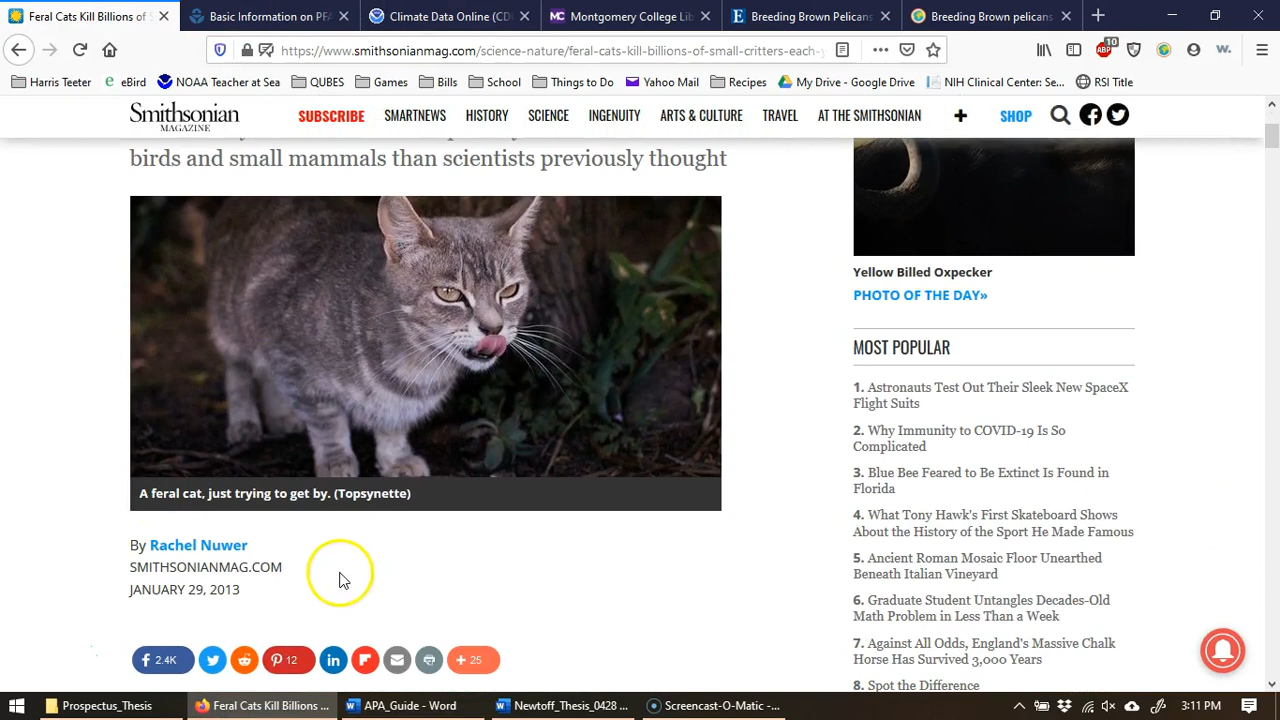 Feral Cats Kill Billions of S
Basic Information on PFA
Climate Data Online (CD
Montgomery College Lib
Breeding Brown Pelicans
Breeding Brown pelicans
https://www.smithsonianmag.com/science-nature/feral-cats-kill-billions-of-small-critters-each-
Harris Teeter
eBird
NOAA Teacher at Sea
QUBES
Games
Bills
School
Things to Do
Yahoo Mail
Recipes
My Drive - Google Drive
NIH Clinical Center: Se...
RSI Title
ABP
10
W.
Smithsonian
MAGAZINE
SUBSCRIBE
SMARTNEWS
HISTORY
SCIENCE
INGENUITY
ARTS & CULTURE
TRAVEL
AT THE SMITHSONIAN
SHOP
birds and small mammals than scientists previously thought
A feral cat, just trying to get by. (Topsynette)
By Rachel Nuwer
SMITHSONIANMAG.COM
JANUARY 29, 2013
2.4K
12
25
Yellow Billed Oxpecker
PHOTO OF THE DAY»
MOST POPULAR
1. Astronauts Test Out Their Sleek New SpaceX
Flight Suits
2. Why Immunity to COVID-19 Is So
Complicated
3. Blue Bee Feared to Be Extinct Is Found in
Florida
4. What Tony Hawk's First Skateboard Shows
About the History of the Sport He Made Famous
5. Ancient Roman Mosaic Floor Unearthed
Beneath Italian Vineyard
6. Graduate Student Untangles Decades-Old
Math Problem in Less Than a Week
7. Against All Odds, England's Massive Chalk
Horse Has Survived 3,000 Years
8. Spot the Difference
Prospectus_Thesis
Feral Cats Kill Billions ...
APA_Guide - Word
Newtoff_Thesis_0428 ...
Screencast-O-Matic -...
3:11 PM